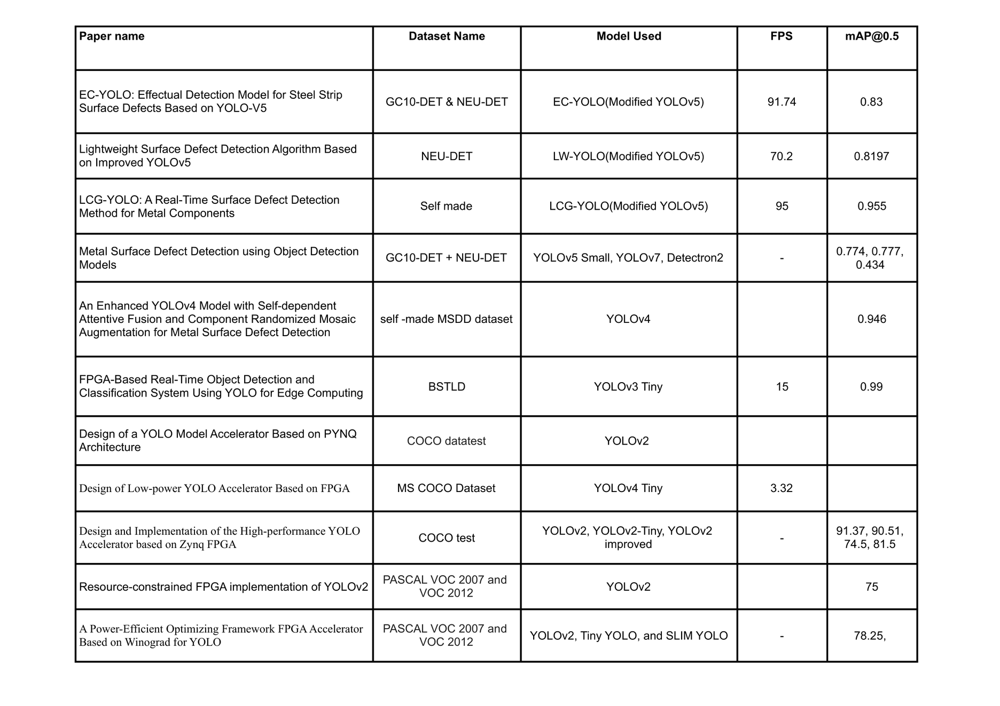 Paper name
Dataset Name
Model Used
FPS
mAP@0.5
EC-YOLO: Effectual Detection Model for Steel Strip
Surface Defects Based on YOLO-V5
GC10-DET & NEU-DET
EC-YOLO(Modified YOLOv5)
91.74
0.83
Lightweight Surface Defect Detection Algorithm Based
on Improved YOLOv5
NEU-DET
LW-YOLO(Modified YOLOv5)
70.2
0.8197
LCG-YOLO: A Real-Time Surface Defect Detection
Method for Metal Components
Self made
LCG-YOLO(Modified YOLOv5)
95
0.955
Metal Surface Defect Detection using Object Detection
Models
GC10-DET + NEU-DET
YOLOv5 Small, YOLOv7, Detectron2
-
0.774, 0.777,
0.434
An Enhanced YOLOv4 Model with Self-dependent
Attentive Fusion and Component Randomized Mosaic
Augmentation for Metal Surface Defect Detection
self -made MSDD dataset
YOLOv4
0.946
FPGA-Based Real-Time Object Detection and
Classification System Using YOLO for Edge Computing
BSTLD
YOLOv3 Tiny
15
0.99
Design of a YOLO Model Accelerator Based on PYNQ
Architecture
COCO datatest
YOLOv2
Design of Low-power YOLO Accelerator Based on FPGA
MS COCO Dataset
YOLOv4 Tiny
3.32
Design and Implementation of the High-performance YOLO
Accelerator based on Zynq FPGA
COCO test
YOLOv2, YOLOv2-Tiny, YOLOv2
improved
-
91.37, 90.51,
74.5, 81.5
Resource-constrained FPGA implementation of YOLOv2
PASCAL VOC 2007 and
VOC 2012
YOLOv2
75
A Power-Efficient Optimizing Framework FPGA Accelerator
Based on Winograd for YOLO
PASCAL VOC 2007 and
VOC 2012
YOLOv2, Tiny YOLO, and SLIM YOLO
-
78.25,